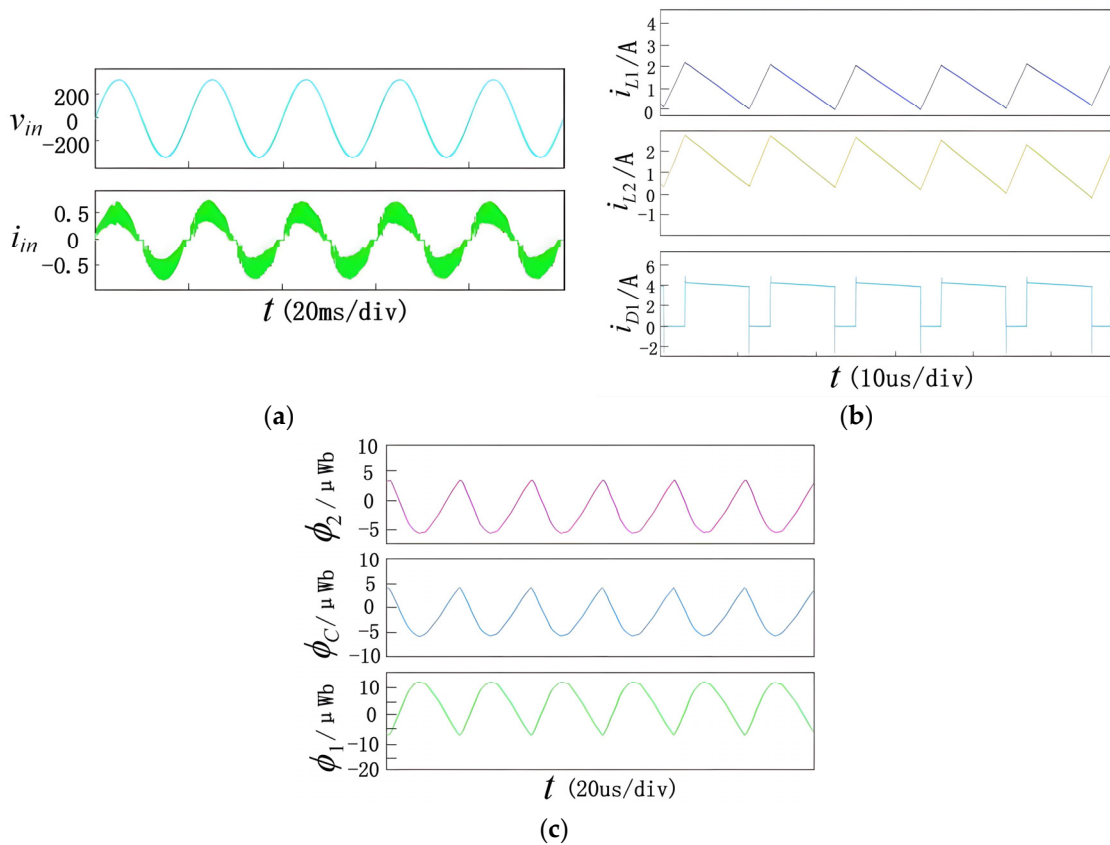 200
v_in 0
-200
0.5
i_in 0
-0.5
t (20ms/div)
(a)
i_L1/A
4
3
2
1
0
i_L2/A
2
1
0
-1
i_D1/A
6
4
2
0
-2
t (10us/div)
(b)
ϕ_2/μWb
10
5
0
-5
ϕ_C/μWb
10
5
0
-5
-10
ϕ_1/μWb
10
0
-10
-20
t (20us/div)
(c)